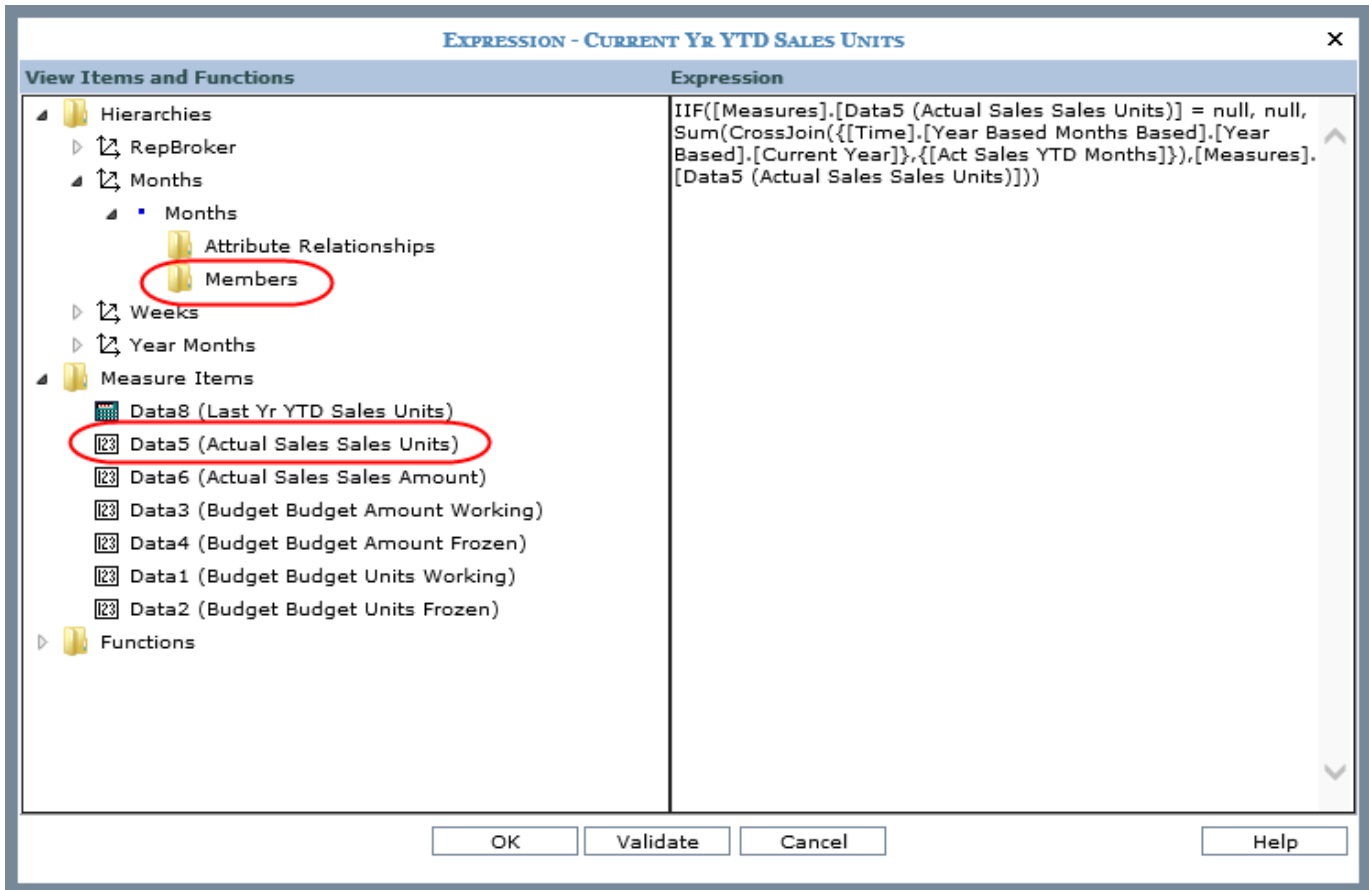 Expression - Current Yr YTD Sales Units
View Items and Functions
Expression
Hierarchies
RepBroker
Months
Months
Attribute Relationships
Members
Weeks
Year Months
Measure Items
Data8 (Last Yr YTD Sales Units)
Data5 (Actual Sales Sales Units)
Data6 (Actual Sales Sales Amount)
Data3 (Budget Budget Amount Working)
Data4 (Budget Budget Amount Frozen)
Data1 (Budget Budget Units Working)
Data2 (Budget Budget Units Frozen)
Functions
IIF([Measures].[Data5 (Actual Sales Sales Units)] = null, null,
Sum(CrossJoin({[Time].[Year Based Months Based].[Year
Based].[Current Year]},{[Act Sales YTD Months]}),[Measures].
[Data5 (Actual Sales Sales Units)]))
OK
Validate
Cancel
Help